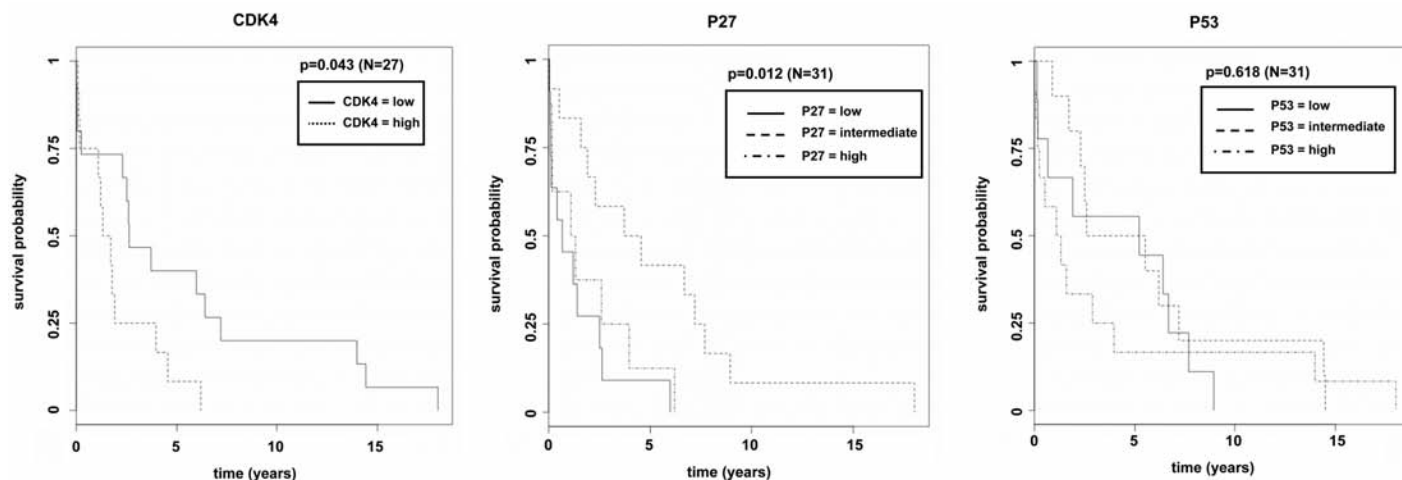 CDK4
p=0.043 (N=27)
CDK4 = low
CDK4 = high
survival probability
1
0.75
0.5
0.25
0
0
5
10
15
time (years)
P27
p=0.012 (N=31)
P27 = low
P27 = intermediate
P27 = high
survival probability
1
0.75
0.5
0.25
0
0
5
10
15
time (years)
P53
p=0.618 (N=31)
P53 = low
P53 = intermediate
P53 = high
survival probability
1
0.75
0.5
0.25
0
0
5
10
15
time (years)